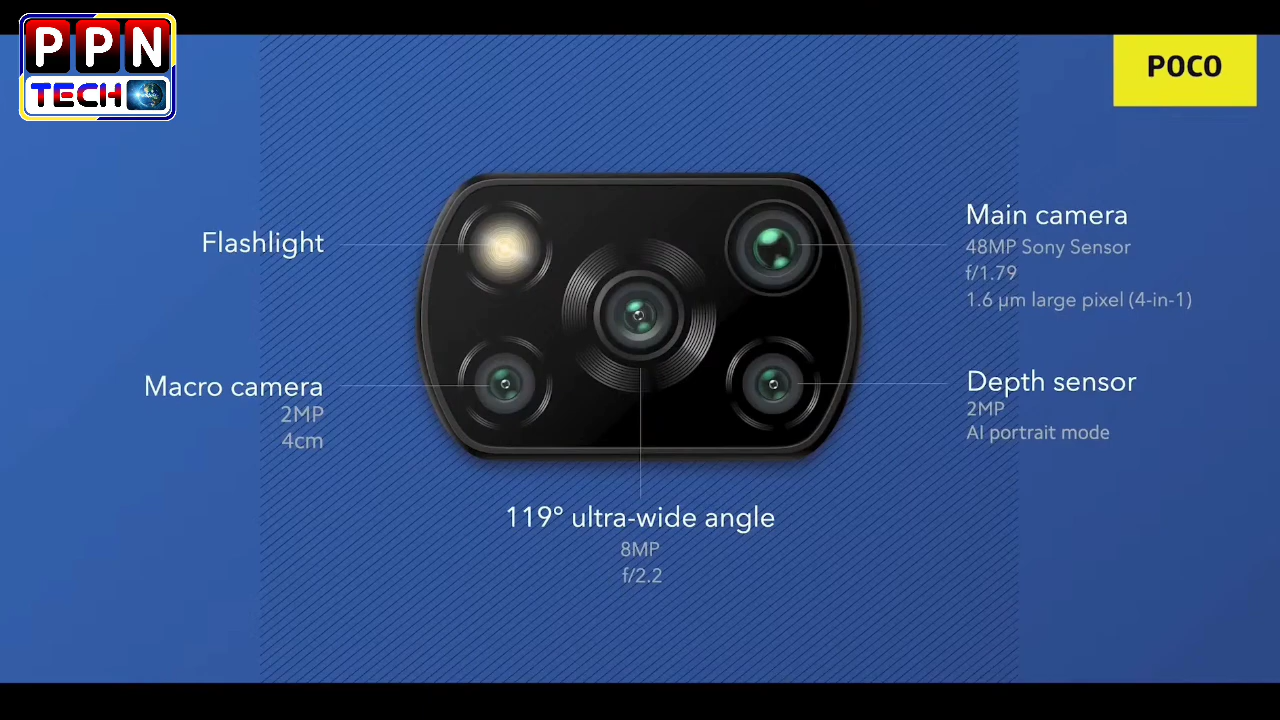 PPN
TECH
POCO
Flashlight
Main camera
48MP Sony Sensor
f/1.79
1.6 μm large pixel (4-in-1)
Macro camera
2MP
4cm
Depth sensor
2MP
AI portrait mode
119° ultra-wide angle
8MP
f/2.2